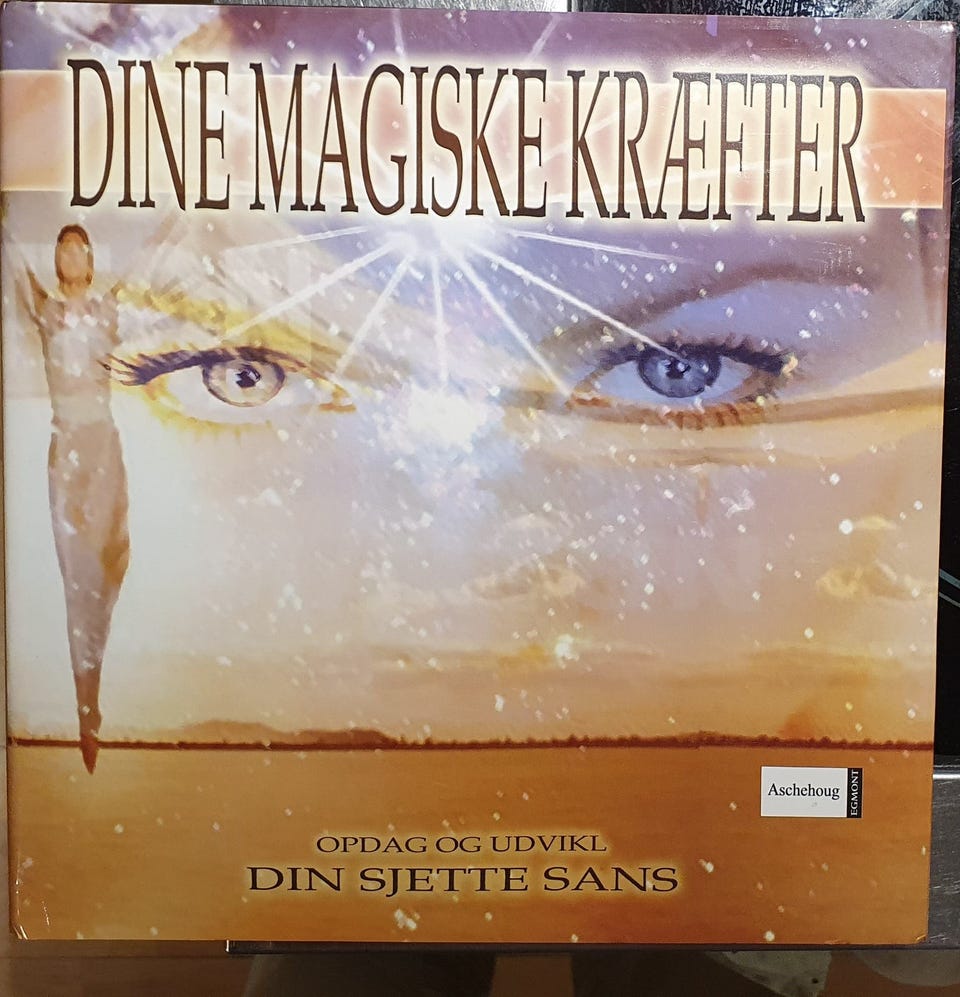 DINE MAGISKE KRÆFTER
Aschehoug
EGMONT
OPDAG OG UDVIKL
DIN SJETTE SANS